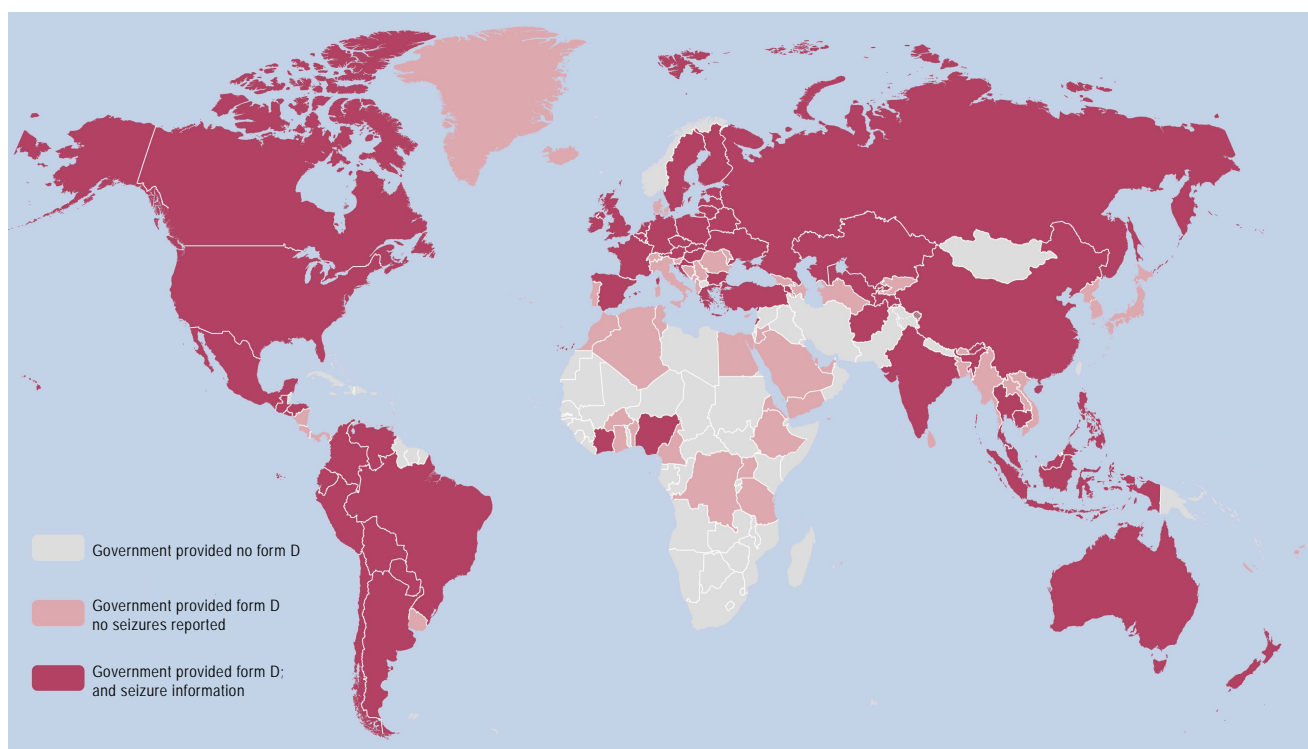 Government provided no form D
Government provided form D
no seizures reported
Government provided form D;
and seizure information